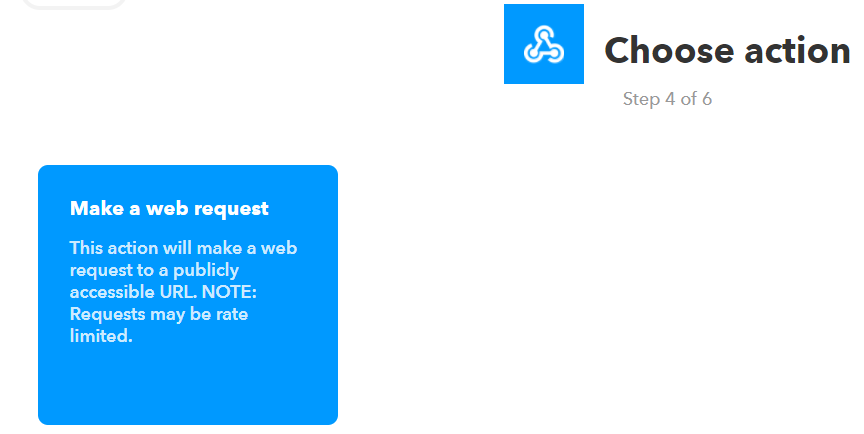 Choose action
Step 4 of 6
Make a web request
This action will make a web
request to a publicly
accessible URL. NOTE:
Requests may be rate
limited.